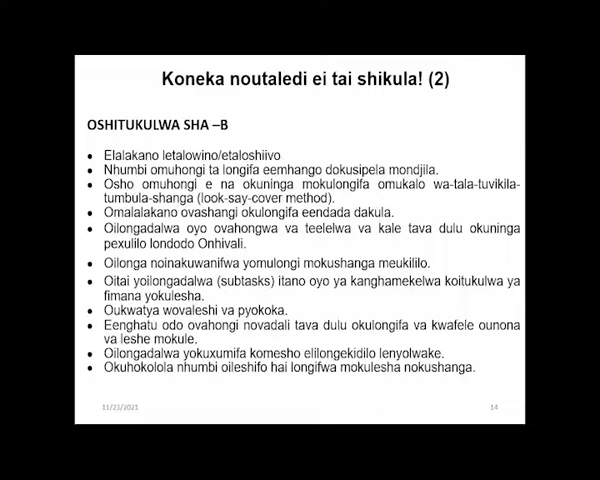 Koneka noutaledi ei tai shikula! (2)
OSHITUKULWA SHA –B
• Elalakano letalowino/etaloshiivo
• Nhumbi omuhongi ta longifa eemhango dokusipela mondjila.
• Osho omuhongi e na okuninga mokulongifa omukalo wa-tala-tuvikila-
tumbula-shanga (look-say-cover method).
• Omalalakano ovashangi okulongifa eendada dakula.
• Oilongadalwa oyo ovahongwa va teelelwa va kale tava dulu okuninga
pexulilo londodo Onhivali.
• Oilonga noinakuwanifwa yomulongi mokushanga meukililo.
• Oitai yoilongadalwa (subtasks) itano oyo ya kanghamekelwa koitukulwa ya
fimana yokulesha.
• Oukwatya wovaleshi va pyokoka.
• Eenghatu odo ovahongi novadali tava dulu okulongifa va kwafele ounona
va leshe mokule.
• Oilongadalwa yokuxumifa komesho elilongekidilo lenyolwake.
• Okuhokolola nhumbi oileshifo hai longifwa mokulesha nokushanga.
11/23/2021
14